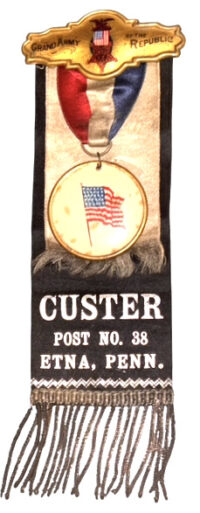 GRAND ARMY OF THE REPUBLIC
CUSTER
POST NO. 38
ETNA, PENN.